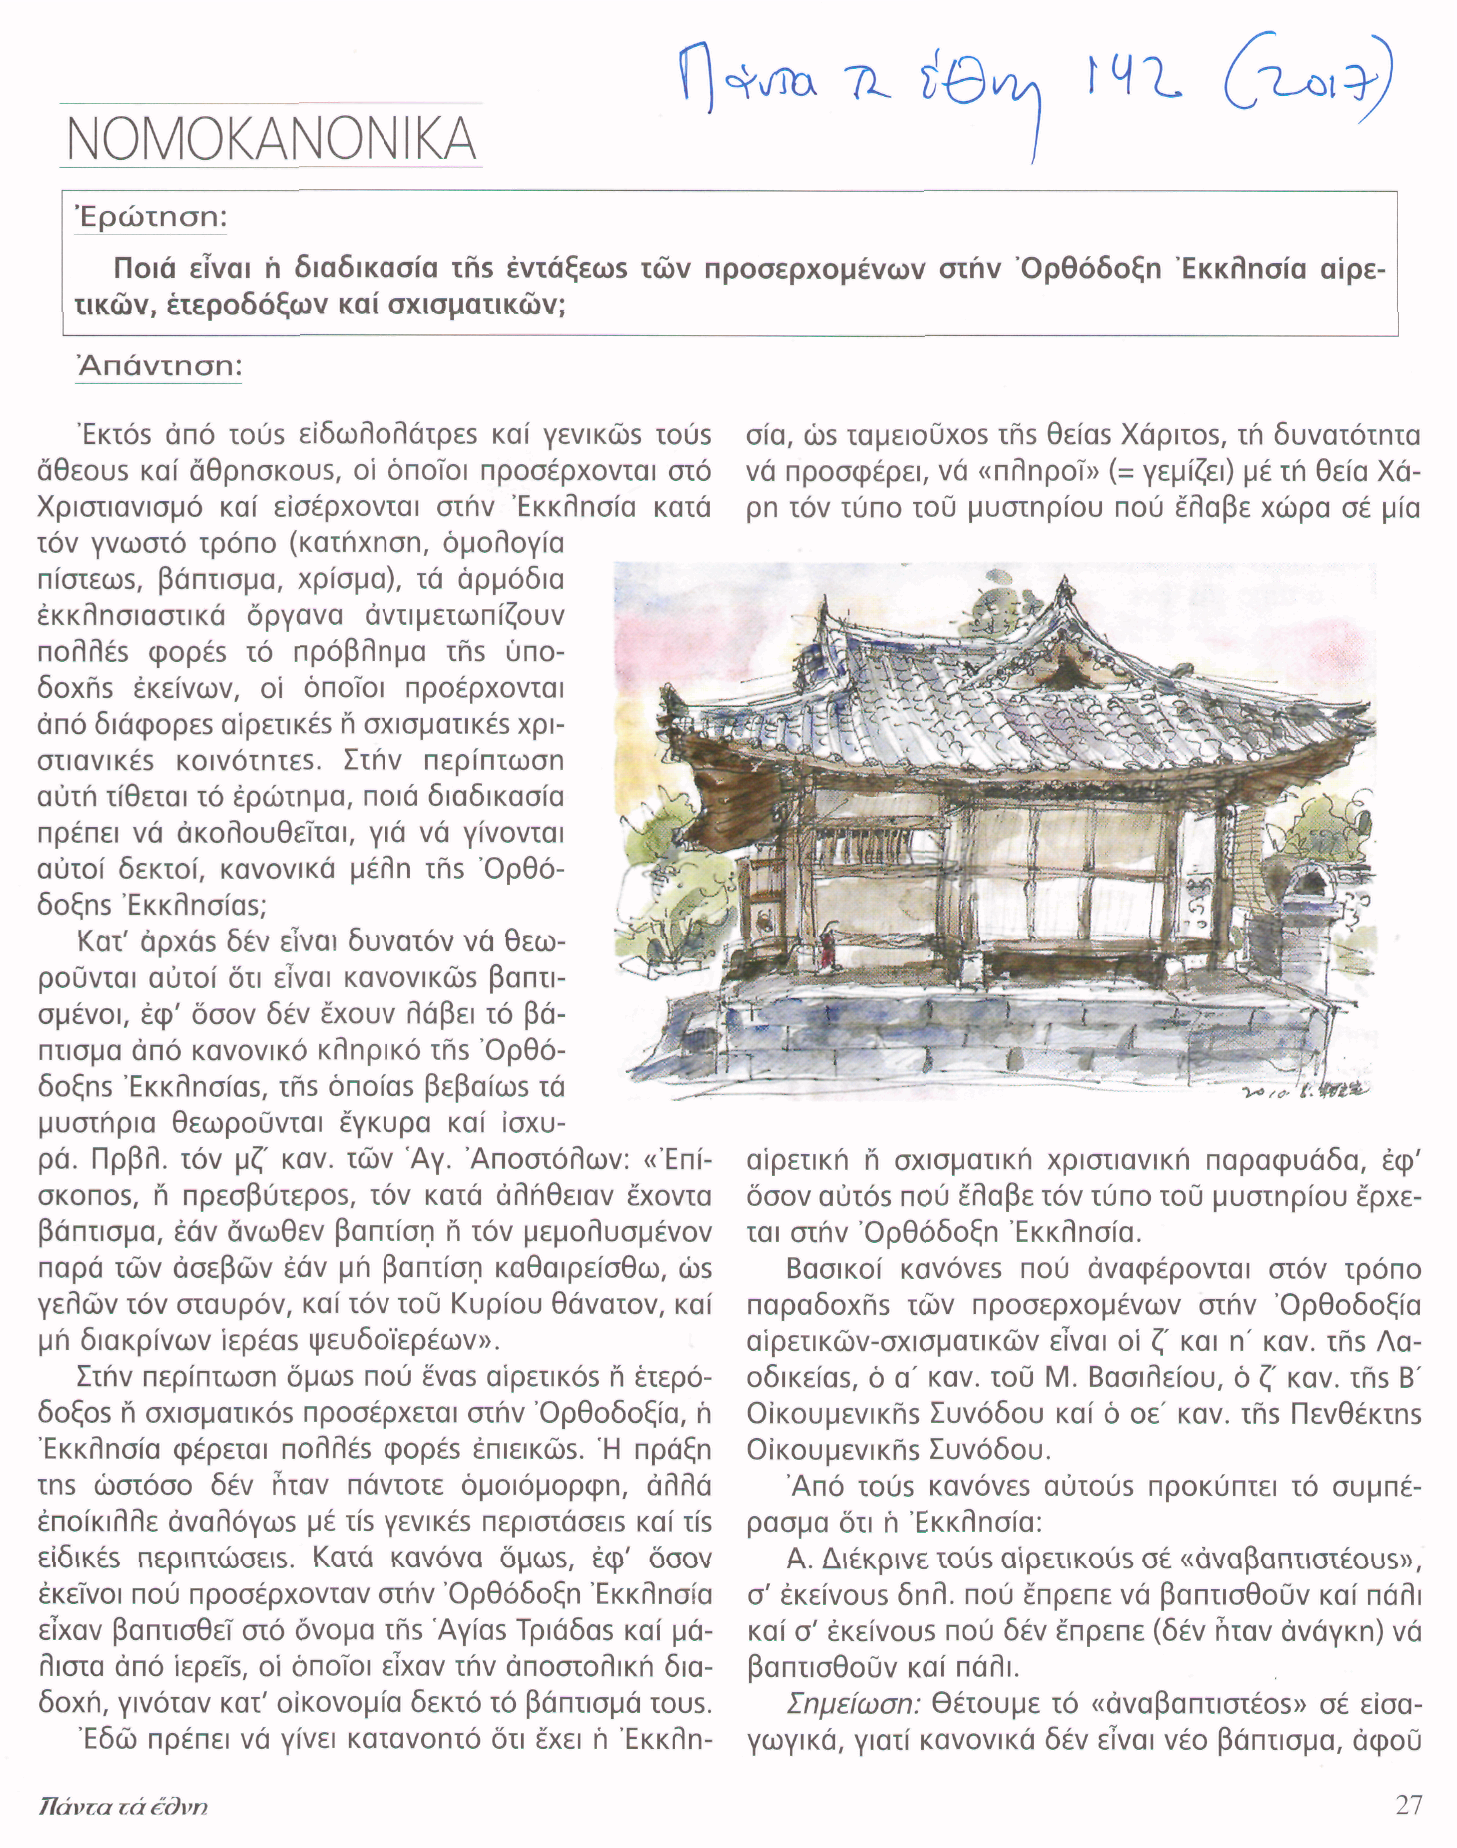 Πάντα τὰ ἔθνη 142 (2017)
ΝΟΜΟΚΑΝΟΝΙΚΑ
Ἐρώτηση:
Ποιά εἶναι ἡ διαδικασία τῆς ἐντάξεως τῶν προσερχομένων στήν Ὀρθόδοξη Ἐκκλησία αἱρε-
τικῶν, ἑτεροδόξων καί σχισματικῶν;
Ἀπάντηση:
Ἐκτός ἀπό τούς εἰδωλολάτρες καί γενικῶς τούς
ἄθεους καί ἄθρησκους, οἱ ὁποῖοι προσέρχονται στό
Χριστιανισμό καί εἰσέρχονται στήν Ἐκκλησία κατά
τόν γνωστό τρόπο (κατήχηση, ὁμολογία
πίστεως, βάπτισμα, χρίσμα), τά ἁρμόδια
ἐκκλησιαστικά ὄργανα ἀντιμετωπίζουν
πολλές φορές τό πρόβλημα τῆς ὑπο-
δοχῆς ἐκείνων, οἱ ὁποῖοι προέρχονται
ἀπό διάφορες αἱρετικές ἤ σχισματικές χρι-
στιανικές κοινότητες. Στήν περίπτωση
αὐτή τίθεται τό ἐρώτημα, ποιά διαδικασία
πρέπει νά ἀκολουθεῖται, γιά νά γίνονται
αὐτοί δεκτοί, κανονικά μέλη τῆς Ὀρθό-
δοξης Ἐκκλησίας;
Κατ' ἀρχάς δέν εἶναι δυνατόν νά θεω-
ροῦνται αὐτοί ὅτι εἶναι κανονικῶς βαπτι-
σμένοι, ἐφ' ὅσον δέν ἔχουν λάβει τό βά-
πτισμα ἀπό κανονικό κληρικό τῆς Ὀρθό-
δοξης Ἐκκλησίας, τῆς ὁποίας βεβαίως τά
μυστήρια θεωροῦνται ἔγκυρα καί ἰσχυ-
ρά. Πρβλ. τόν μζ´ καν. τῶν Ἁγ. Ἀποστόλων: «Ἐπί-
σκοπος, ἤ πρεσβύτερος, τόν κατά ἀλήθειαν ἔχοντα
βάπτισμα, ἐάν ἄνωθεν βαπτίσῃ ἤ τόν μεμολυσμένον
παρά τῶν ἀσεβῶν ἐάν μή βαπτίσῃ καθαιρείσθω, ὡς
γελῶν τόν σταυρόν, καί τόν τοῦ Κυρίου θάνατον, καί
μή διακρίνων ἱερέας ψευδοϊερέων».
Στήν περίπτωση ὅμως πού ἕνας αἱρετικός ἤ ἑτερό-
δοξος ἤ σχισματικός προσέρχεται στήν Ὀρθοδοξία, ἡ
Ἐκκλησία φέρεται πολλές φορές ἐπιεικῶς. Ἡ πράξη
της ὡστόσο δέν ἦταν πάντοτε ὁμοιόμορφη, ἀλλά
ἐποίκιλλε ἀναλόγως μέ τίς γενικές περιστάσεις καί τίς
εἰδικές περιπτώσεις. Κατά κανόνα ὅμως, ἐφ' ὅσον
ἐκεῖνοι πού προσέρχονταν στήν Ὀρθόδοξη Ἐκκλησία
εἶχαν βαπτισθεῖ στό ὄνομα τῆς Ἁγίας Τριάδας καί μά-
λιστα ἀπό ἱερεῖς, οἱ ὁποῖοι εἶχαν τήν ἀποστολική δια-
δοχή, γινόταν κατ' οἰκονομία δεκτό τό βάπτισμά τους.
Ἐδῶ πρέπει νά γίνει κατανοητό ὅτι ἔχει ἡ Ἐκκλη-
σία, ὡς ταμειοῦχος τῆς θείας Χάριτος, τή δυνατότητα
νά προσφέρει, νά «πληροῖ» (= γεμίζει) μέ τή θεία Χά-
ρη τόν τύπο τοῦ μυστηρίου πού ἔλαβε χώρα σέ μία
2010. 8.
αἱρετική ἤ σχισματική χριστιανική παραφυάδα, ἐφ'
ὅσον αὐτός πού ἔλαβε τόν τύπο τοῦ μυστηρίου ἔρχε-
ται στήν Ὀρθόδοξη Ἐκκλησία.
Βασικοί κανόνες πού ἀναφέρονται στόν τρόπο
παραδοχῆς τῶν προσερχομένων στήν Ὀρθοδοξία
αἱρετικῶν-σχισματικῶν εἶναι οἱ ζ´ και η´ καν. τῆς Λα-
οδικείας, ὁ α´ καν. τοῦ Μ. Βασιλείου, ὁ ζ´ καν. τῆς Β´
Οἰκουμενικῆς Συνόδου καί ὁ οε´ καν. τῆς Πενθέκτης
Οἰκουμενικῆς Συνόδου.
Ἀπό τούς κανόνες αὐτούς προκύπτει τό συμπέ-
ρασμα ὅτι ἡ Ἐκκλησία:
Α. Διέκρινε τούς αἱρετικούς σέ «ἀναβαπτιστέους»,
σ' ἐκείνους δηλ. πού ἔπρεπε νά βαπτισθοῦν καί πάλι
καί σ' ἐκείνους πού δέν ἔπρεπε (δέν ἦταν ἀνάγκη) νά
βαπτισθοῦν καί πάλι.
Σημείωση: Θέτουμε τό «ἀναβαπτιστέος» σέ εἰσα-
γωγικά, γιατί κανονικά δέν εἶναι νέο βάπτισμα, ἀφοῦ
Πάντα τά ἔθνη
27